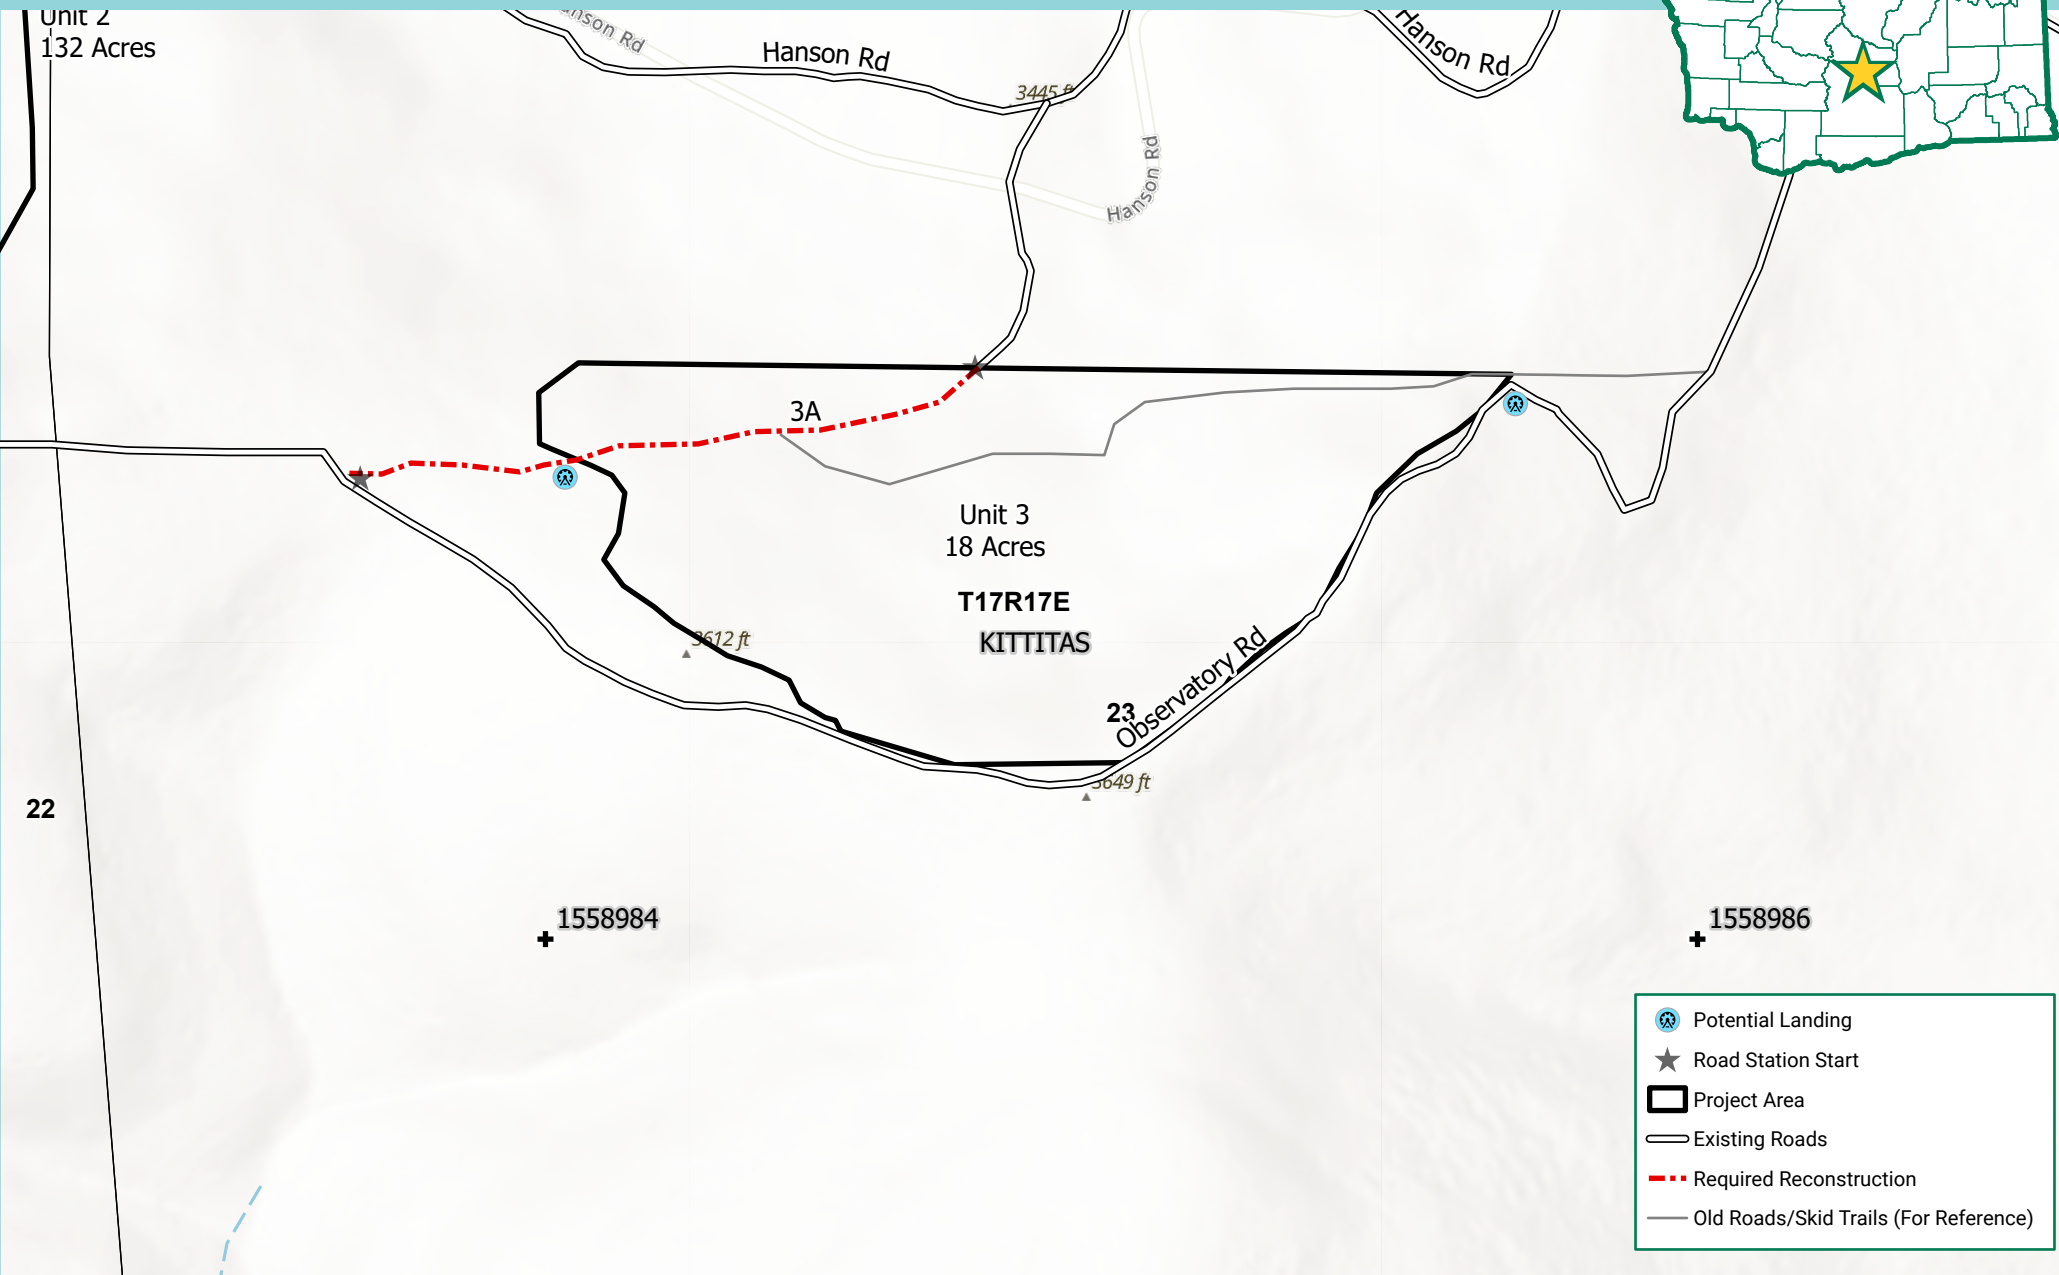 Unit 2
132 Acres
Hanson Rd
Hanson Rd
Hanson Rd
3445 ft
Hanson Rd
3A
Unit 3
18 Acres
T17R17E
KITTITAS
3612 ft
Observatory Rd
23
3649 ft
22
1558984
1558986
Potential Landing
Road Station Start
Project Area
Existing Roads
Required Reconstruction
Old Roads/Skid Trails (For Reference)